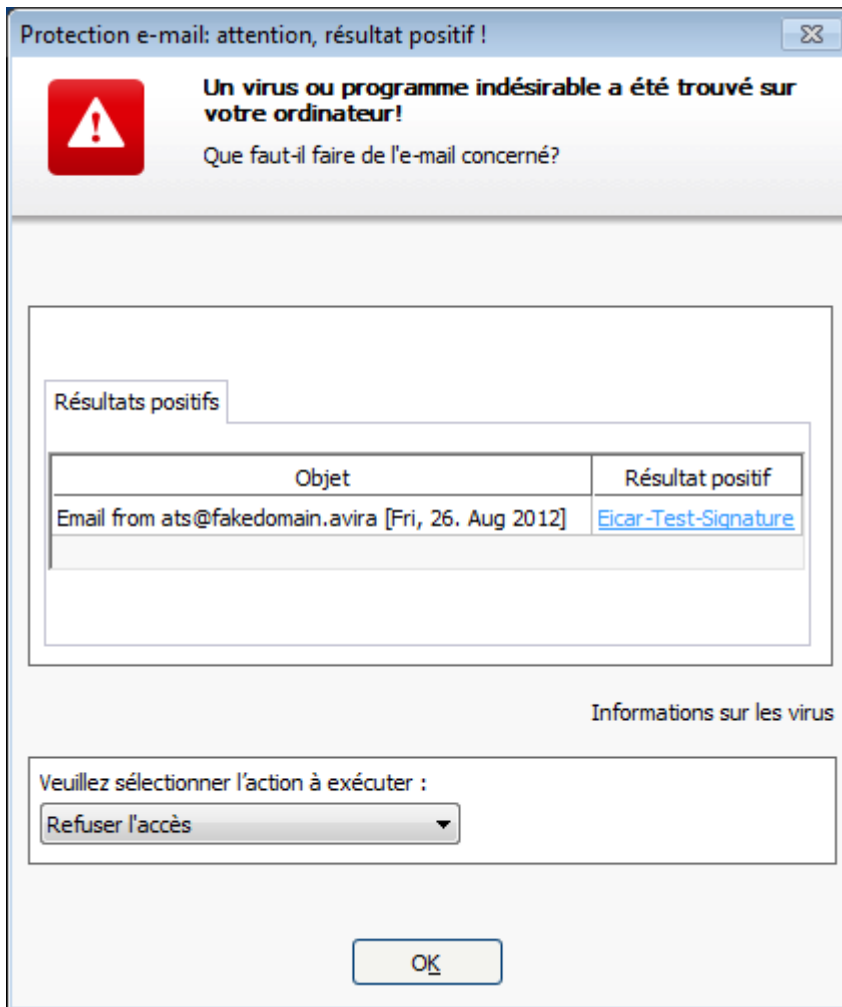 Protection e-mail: attention, résultat positif !
Un virus ou programme indésirable a été trouvé sur
votre ordinateur!
Que faut-il faire de l'e-mail concerné?
Résultats positifs
Objet Résultat positif
Email from ats@fakedomain.avira [Fri, 26. Aug 2012] Eicar-Test-Signature
Informations sur les virus
Veuillez sélectionner l’action à exécuter :
Refuser l'accès
OK